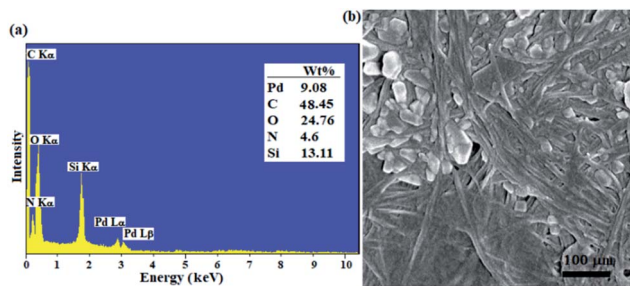 (a)
C Kα
O Kα
N Kα
Si Kα
Pd Lα
Pd Lβ
Wt%
Pd 9.08
C 48.45
O 24.76
N 4.6
Si 13.11
Intensity
0 1 2 3 4 5 6 7 8 9 10
Energy (keV)
(b)
100 μm